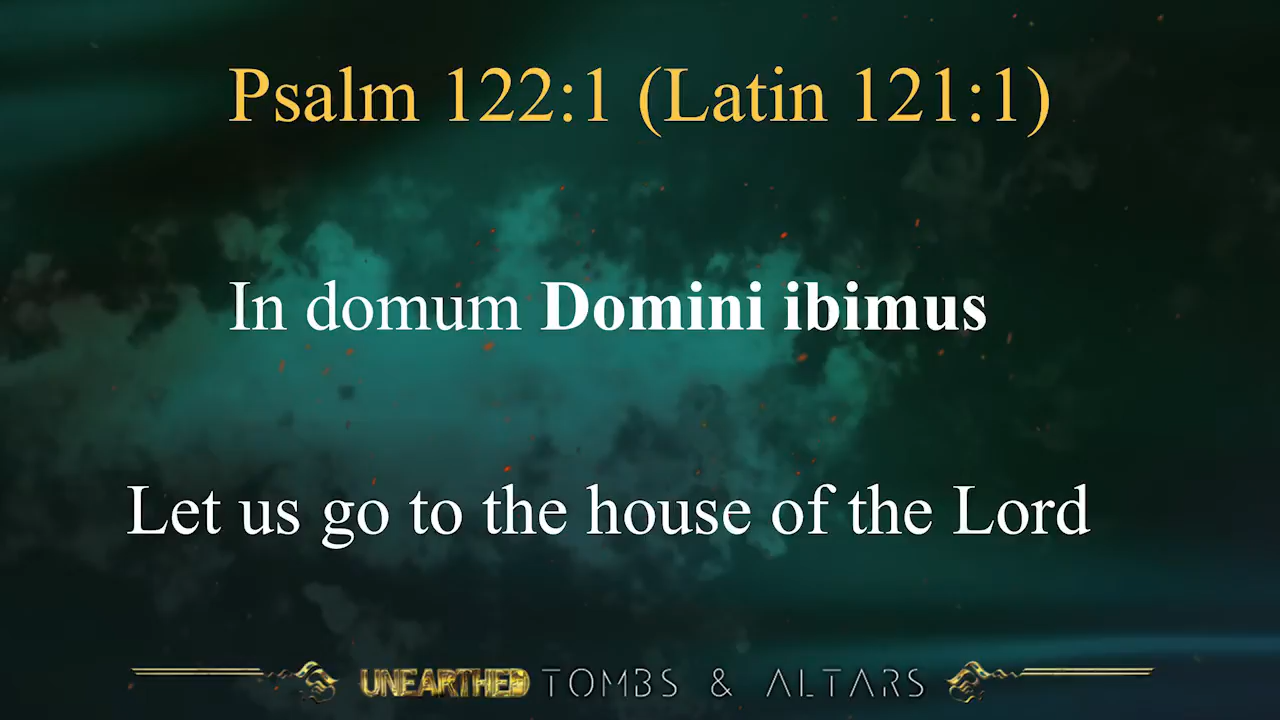 Psalm 122:1 (Latin 121:1)
In domum Domini ibimus
Let us go to the house of the Lord
UNEARTHED TOMBS & ALTARS